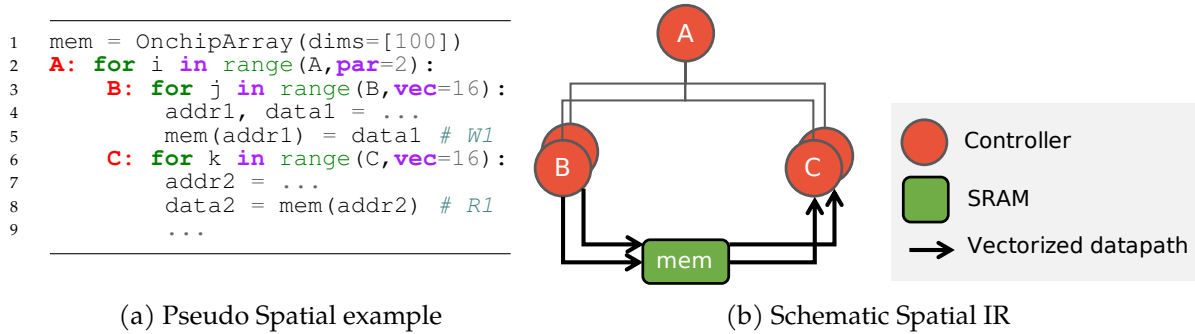 1 mem = OnchipArray(dims=[100])
2 A: for i in range(A,par=2):
3 B: for j in range(B,vec=16):
4 addr1, data1 = ...
5 mem(addr1) = data1 # W1
6 C: for k in range(C,vec=16):
7 addr2 = ...
8 data2 = mem(addr2) # R1
9 ...
(a) Pseudo Spatial example
A
B
C
mem
Controller
SRAM
Vectorized datapath
(b) Schematic Spatial IR